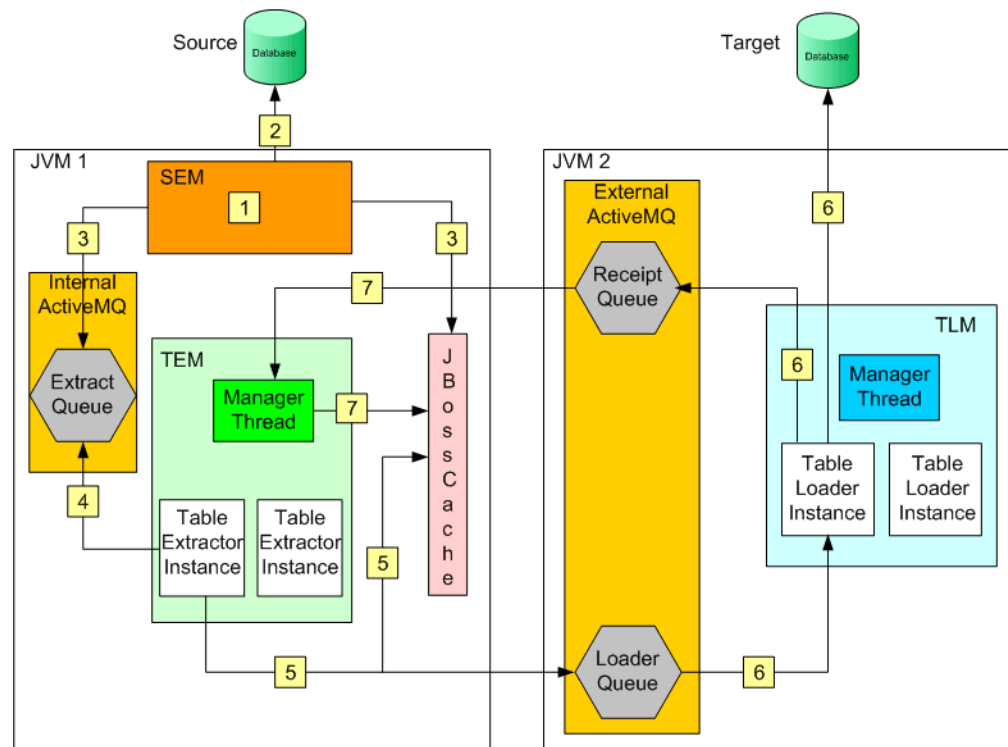 Source
Database
Target
Database
2
JVM 1
SEM
1
3
3
Internal
ActiveMQ
Extract
Queue
4
TEM
Manager
Thread
7
7
Table
Extractor
Instance
Table
Extractor
Instance
5
5
J
B
o
s
s
C
a
c
h
e
JVM 2
External
ActiveMQ
Receipt
Queue
Loader
Queue
6
6
6
TLM
Manager
Thread
Table
Loader
Instance
Table
Loader
Instance